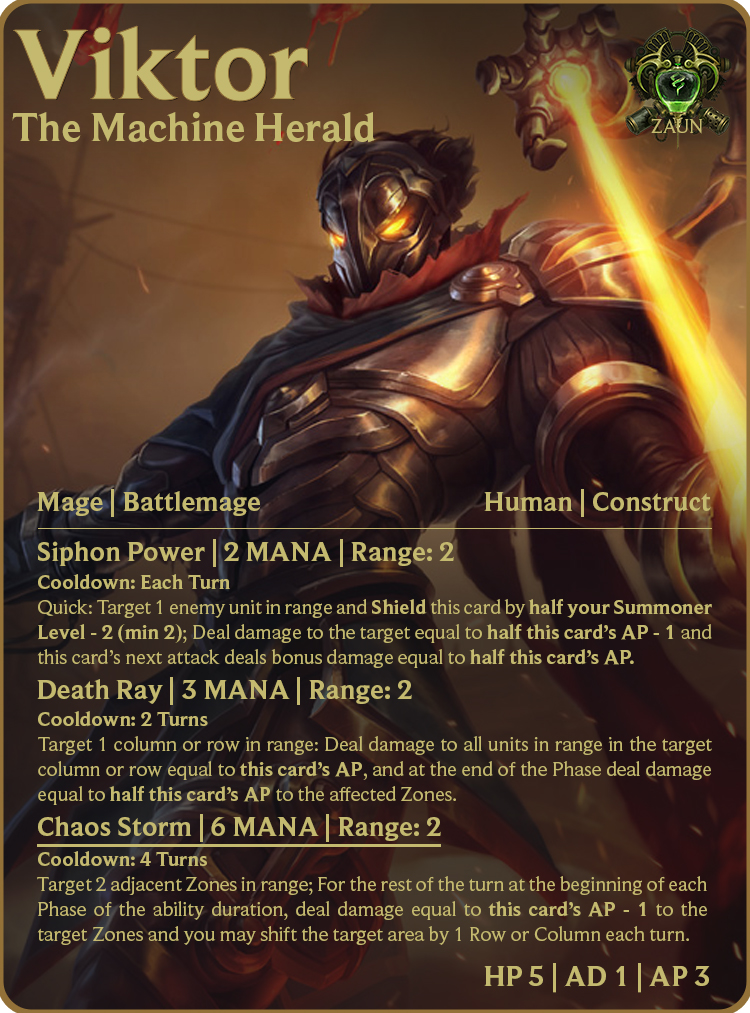 Viktor
The Machine Herald
ZAUN
Mage | Battlemage
Human | Construct
Siphon Power | 2 MANA | Range: 2
Cooldown: Each Turn
Quick: Target 1 enemy unit in range and Shield this card by half your Summoner
Level - 2 (min 2); Deal damage to the target equal to half this card's AP - 1 and
this card's next attack deals bonus damage equal to half this card's AP.
Death Ray | 3 MANA | Range: 2
Cooldown: 2 Turns
Target 1 column or row in range: Deal damage to all units in range in the target
column or row equal to this card's AP, and at the end of the Phase deal damage
equal to half this card's AP to the affected Zones.
Chaos Storm | 6 MANA | Range: 2
Cooldown: 4 Turns
Target 2 adjacent Zones in range; For the rest of the turn at the beginning of each
Phase of the ability duration, deal damage equal to this card's AP - 1 to the
target Zones and you may shift the target area by 1 Row or Column each turn.
HP 5 | AD 1 | AP 3